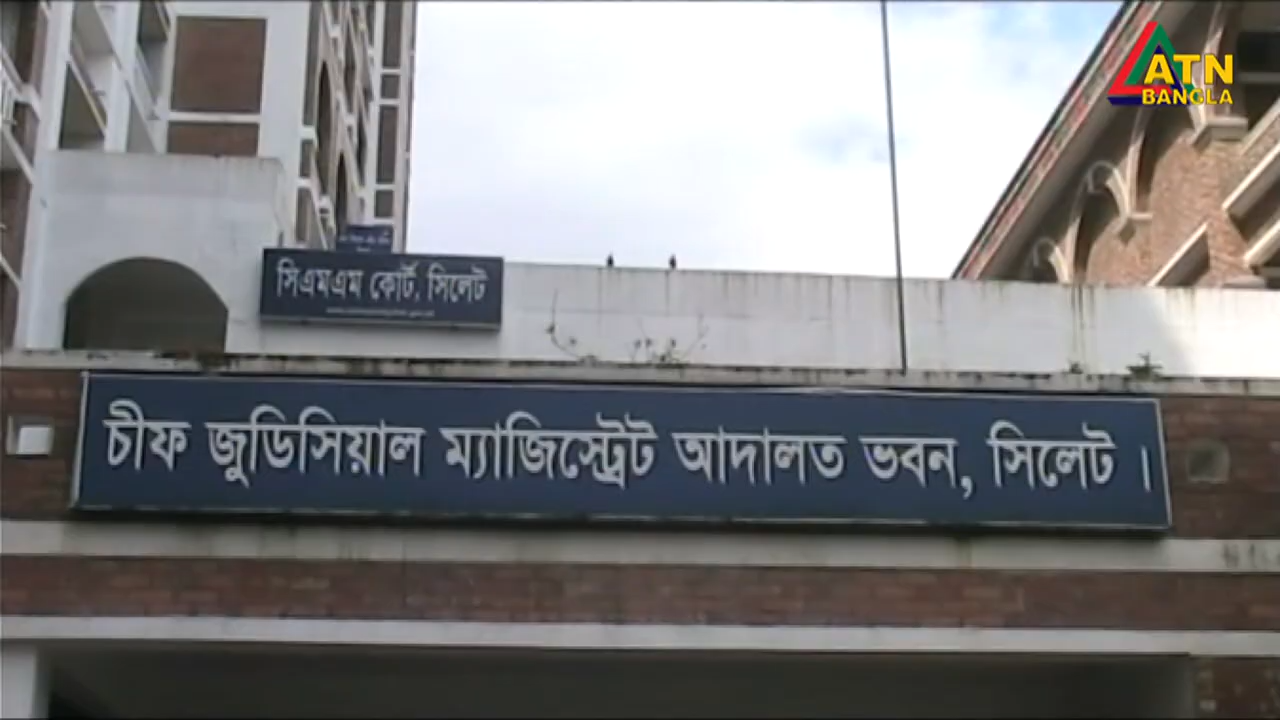 ATN
BANGLA
সিএমএম কোর্ট, সিলেট
চীফ জুডিসিয়াল ম্যাজিস্ট্রেট আদালত ভবন, সিলেট ।